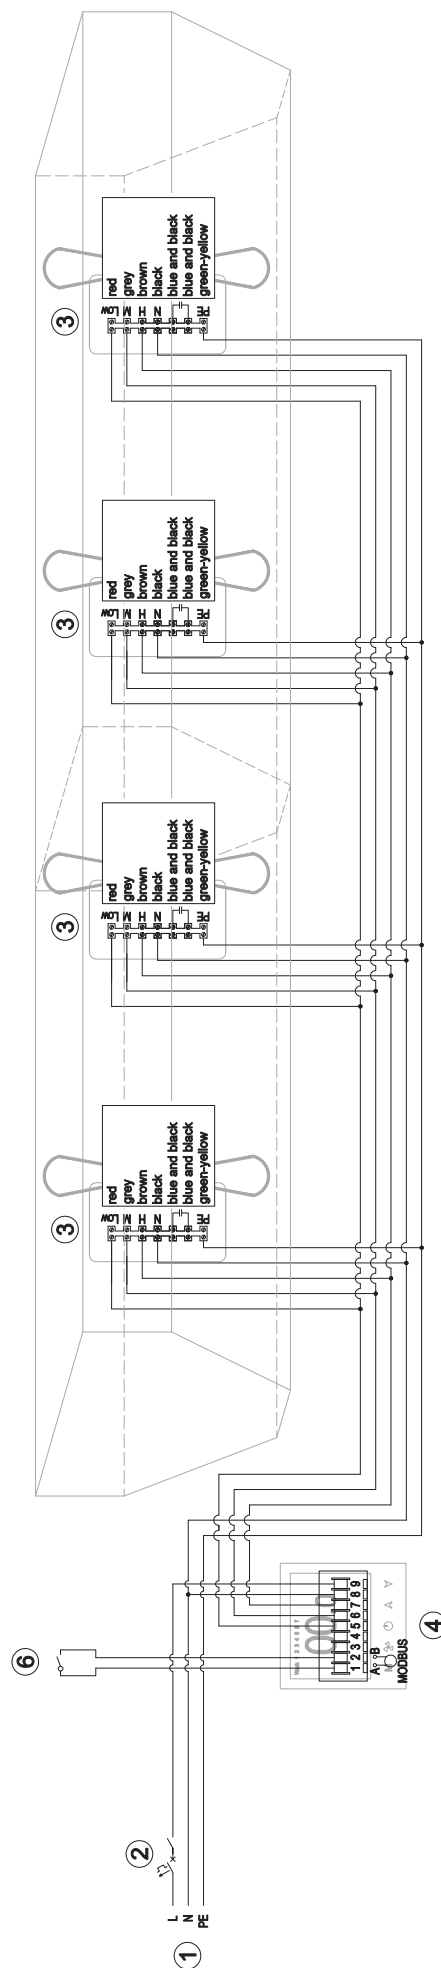 1
L
N
PE
2
6
00.0
1 2 3 4 5 6 7 8 9
A B
MODBUS
4
3
Low
M
H
N
PE
red
grey
brown
black
blue and black
blue and black
green-yellow
3
Low
M
H
N
PE
red
grey
brown
black
blue and black
blue and black
green-yellow
3
Low
M
H
N
PE
red
grey
brown
black
blue and black
blue and black
green-yellow
3
Low
M
H
N
PE
red
grey
brown
black
blue and black
blue and black
green-yellow